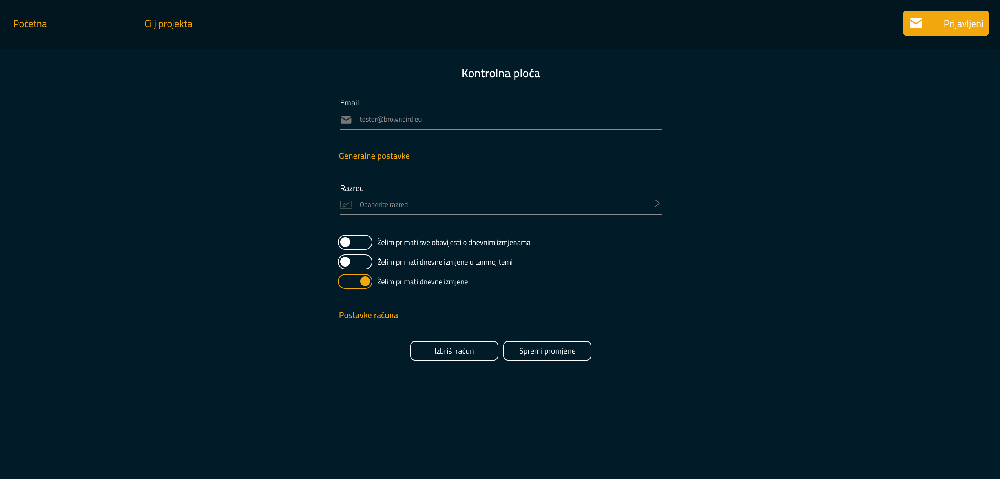 Početna
Cilj projekta
Prijavljeni
Kontrolna ploča
Email
tester@brownbird.eu
Generalne postavke
Razred
Odaberite razred
Želim primati sve obavijesti o dnevnim izmjenama
Želim primati dnevne izmjene u tamnoj temi
Želim primati dnevne izmjene
Postavke računa
Izbriši račun
Spremi promjene